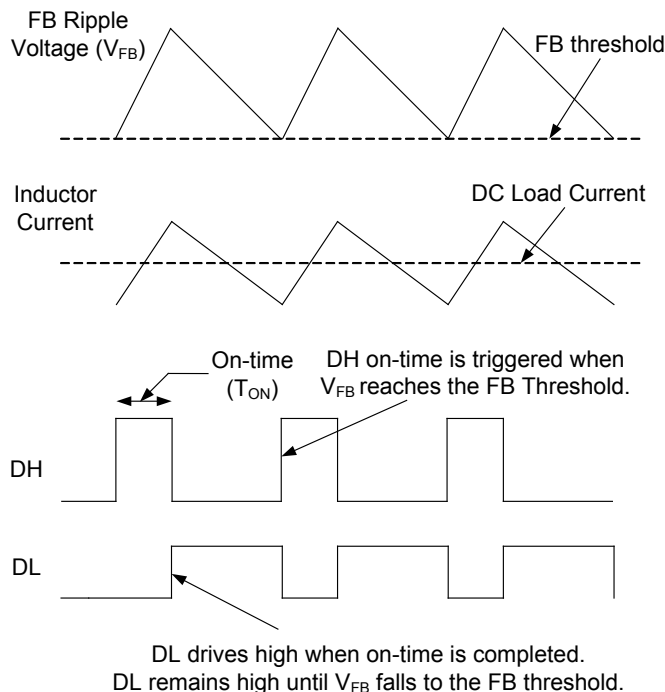 FB Ripple
Voltage (VFB)
FB threshold
Inductor
Current
DC Load Current
On-time
(TON)
DH on-time is triggered when
VFB reaches the FB Threshold.
DH
DL
DL drives high when on-time is completed.
DL remains high until VFB falls to the FB threshold.